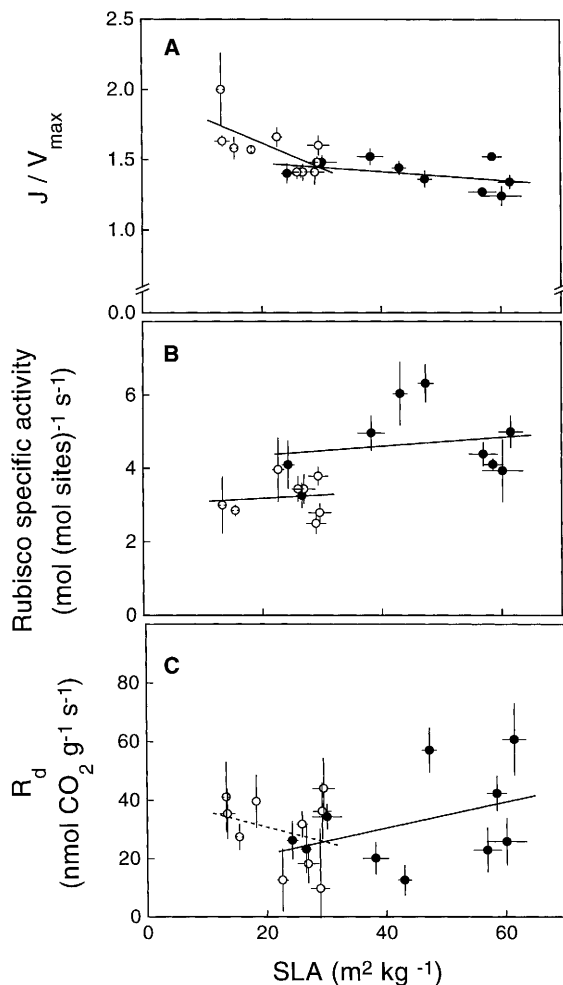 A
2.5
2.0
1.5
1.0
0.0
J / Vmax
B
6
4
2
0
Rubisco specific activity
(mol (mol sites)-1 s-1)
C
80
60
40
20
0
Rd
(nmol CO2 g-1 s-1)
0 20 40 60
SLA (m2 kg -1)